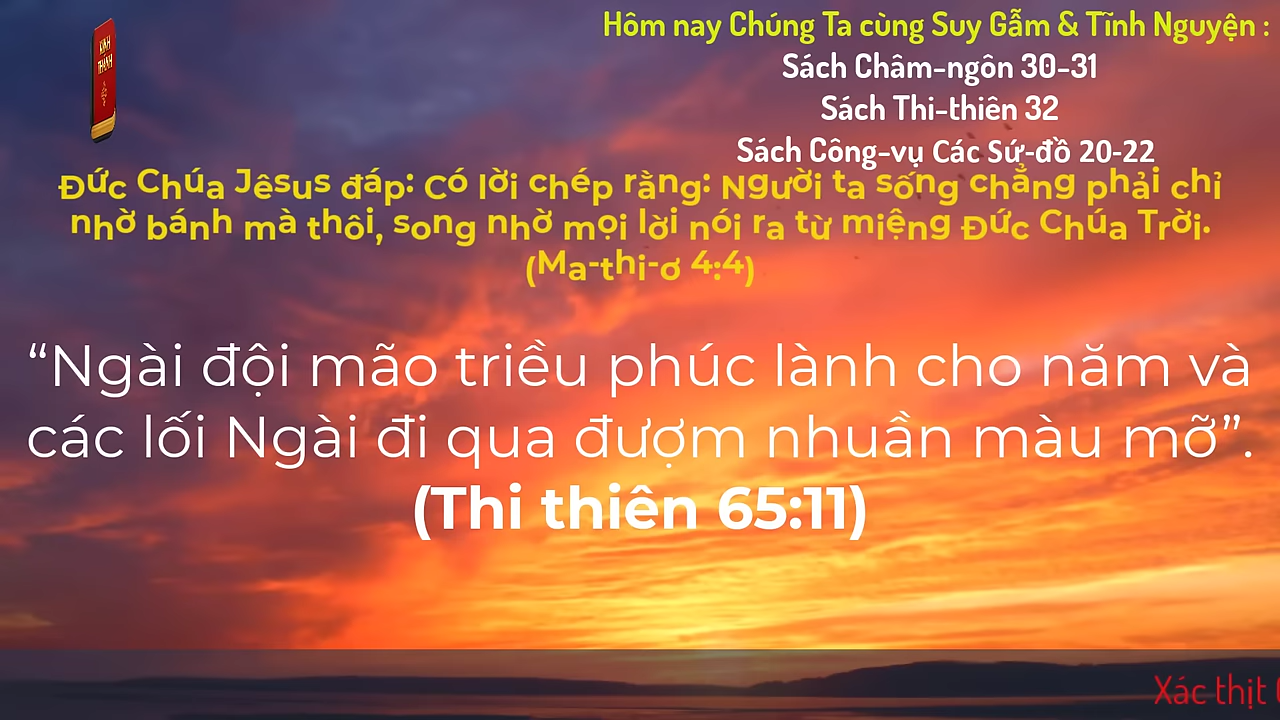 KINH
THÁNH
Hôm nay Chúng Ta cùng Suy Gẫm & Tĩnh Nguyện :
Sách Châm-ngôn 30-31
Sách Thi-thiên 32
Sách Công-vụ Các Sứ-đồ 20-22
Đức Chúa Jêsus đáp: Có lời chép rằng: Người ta sống chẳng phải chỉ
nhờ bánh mà thôi, song nhờ mọi lời nói ra từ miệng Đức Chúa Trời.
(Ma-thi-ơ 4:4)
“Ngài đội mão triều phúc lành cho năm và
các lối Ngài đi qua đượm nhuần màu mỡ”.
(Thi thiên 65:11)
Xác thịt